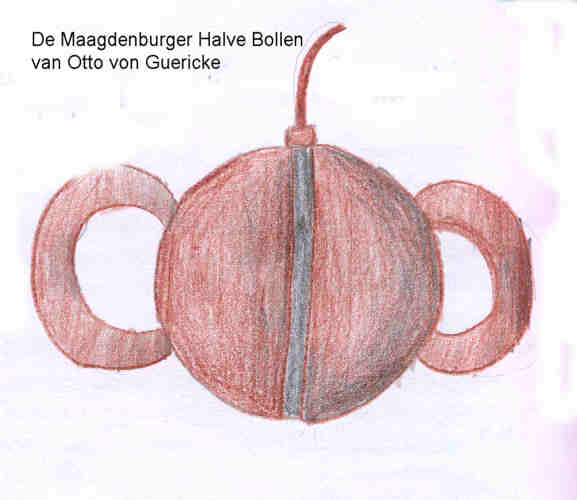 De Maagdenburger Halve Bollen
van Otto von Guericke